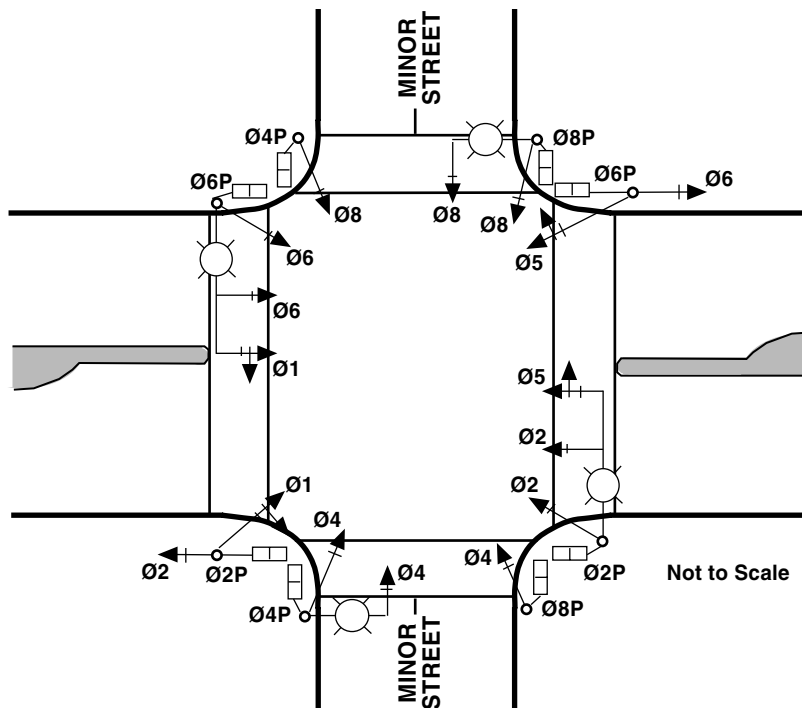 MINOR
STREET
Ø4P
Ø8P
Ø6P
Ø6P
Ø6
Ø8
Ø8
Ø8
Ø6
Ø5
Ø6
Ø1
Ø5
Ø2
Ø1
Ø2
Ø4
Ø2
Ø2P
Ø4
Ø4
Ø2P
Not to Scale
Ø4P
Ø8P
MINOR
STREET